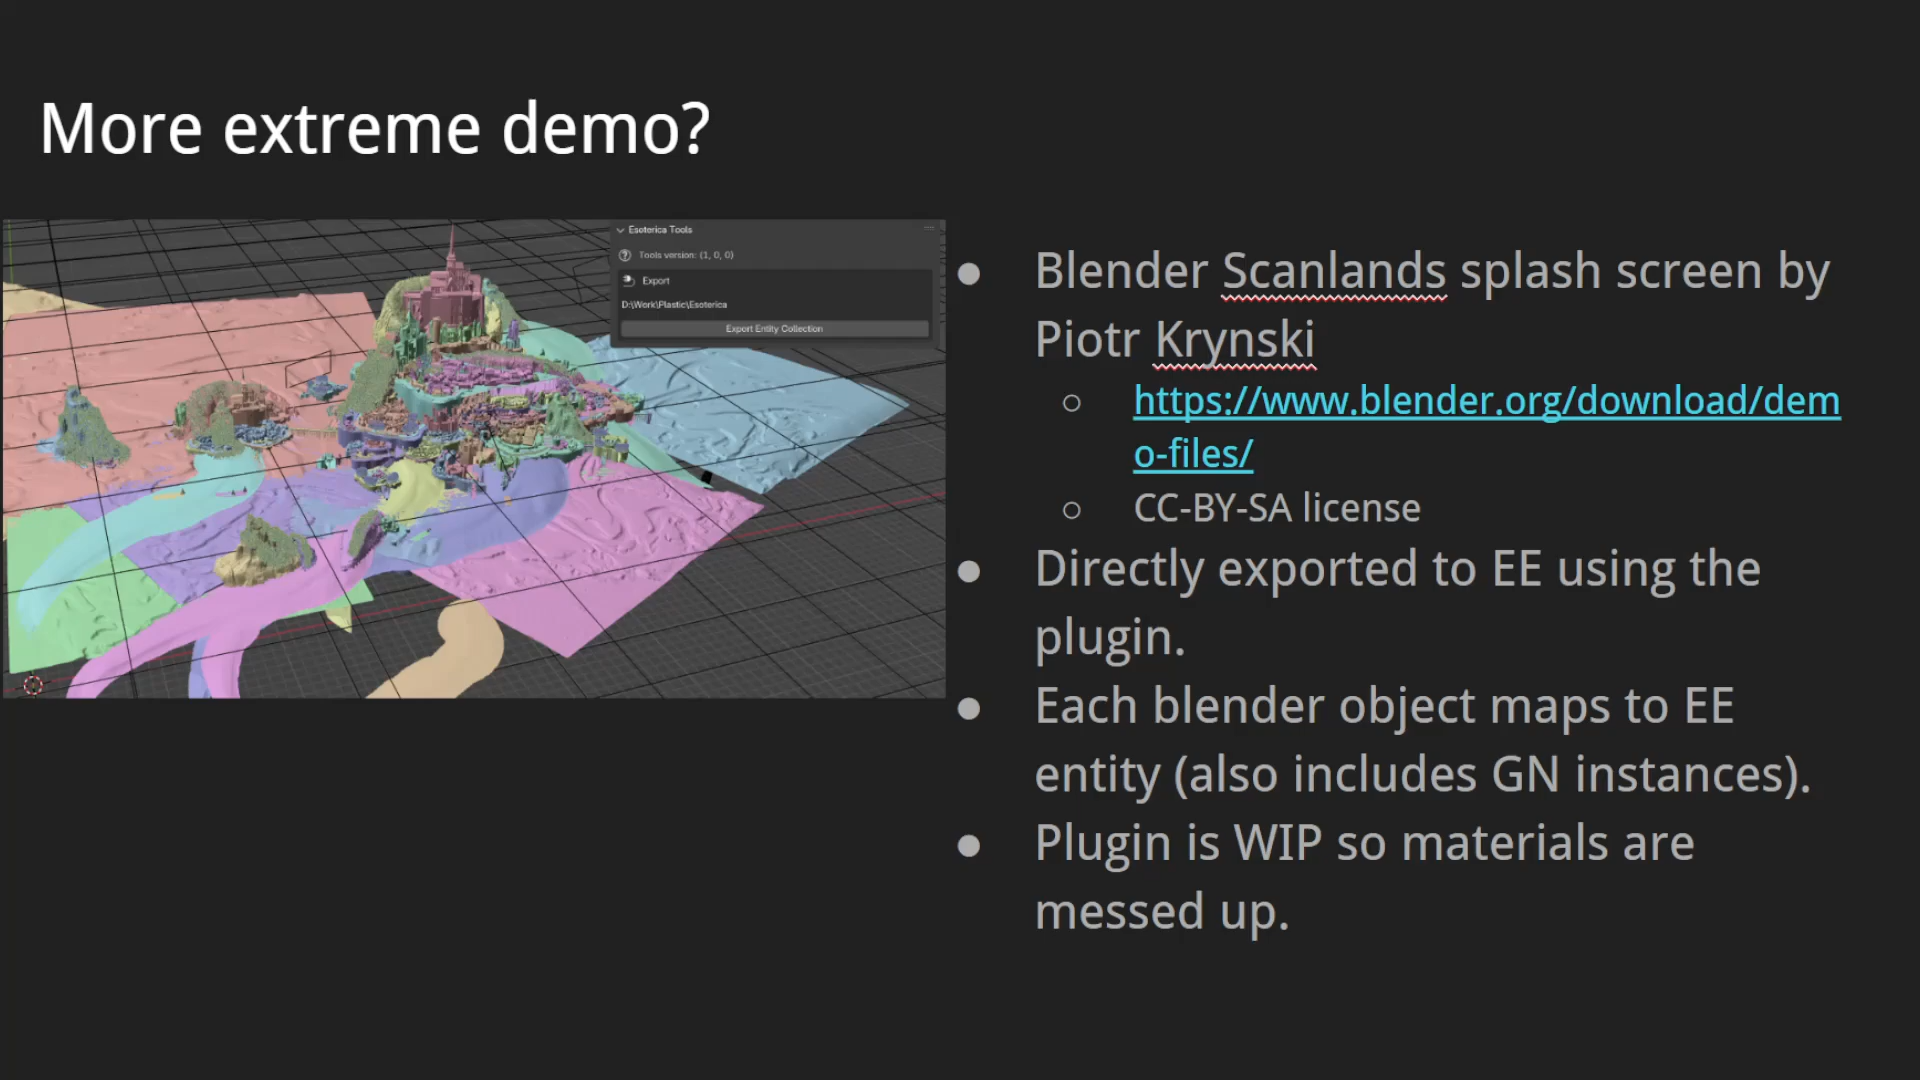 More extreme demo?
Esoterica Tools
Tools version: (1, 0, 0)
Export
D:\Work\Plastic\Esoterica
Export Entity Collection
● Blender Scanlands splash screen by
Piotr Krynski
○ https://www.blender.org/download/dem
o-files/
○ CC-BY-SA license
● Directly exported to EE using the
plugin.
● Each blender object maps to EE
entity (also includes GN instances).
● Plugin is WIP so materials are
messed up.